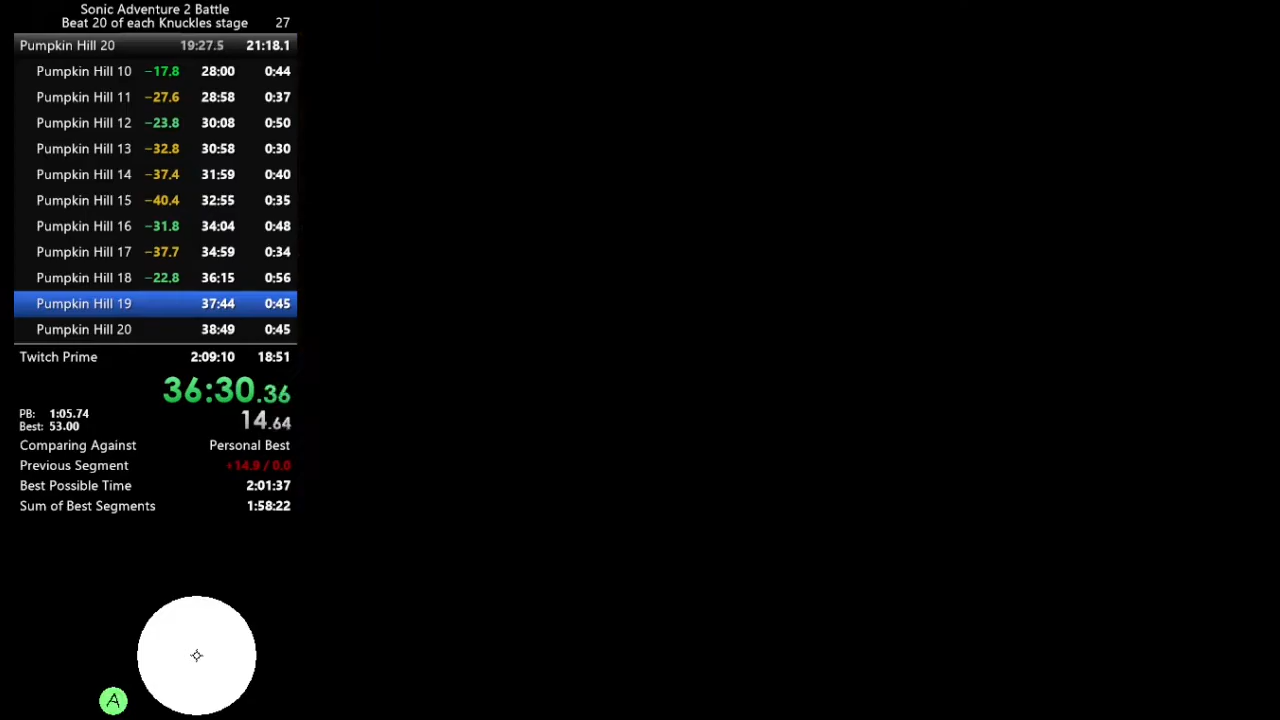 Sonic Adventure 2 Battle
Beat 20 of each Knuckles stage 27
Pumpkin Hill 20 19:27.5 21:18.1
Pumpkin Hill 10 −17.8 28:00 0:44
Pumpkin Hill 11 −27.6 28:58 0:37
Pumpkin Hill 12 −23.8 30:08 0:50
Pumpkin Hill 13 −32.8 30:58 0:30
Pumpkin Hill 14 −37.4 31:59 0:40
Pumpkin Hill 15 −40.4 32:55 0:35
Pumpkin Hill 16 −31.8 34:04 0:48
Pumpkin Hill 17 −37.7 34:59 0:34
Pumpkin Hill 18 −22.8 36:15 0:56
Pumpkin Hill 19 37:44 0:45
Pumpkin Hill 20 38:49 0:45
Twitch Prime 2:09:10 18:51
36:30.36
PB: 1:05.74 14.64
Best: 53.00
Comparing Against Personal Best
Previous Segment +14.9 / 0.0
Best Possible Time 2:01:37
Sum of Best Segments 1:58:22
A